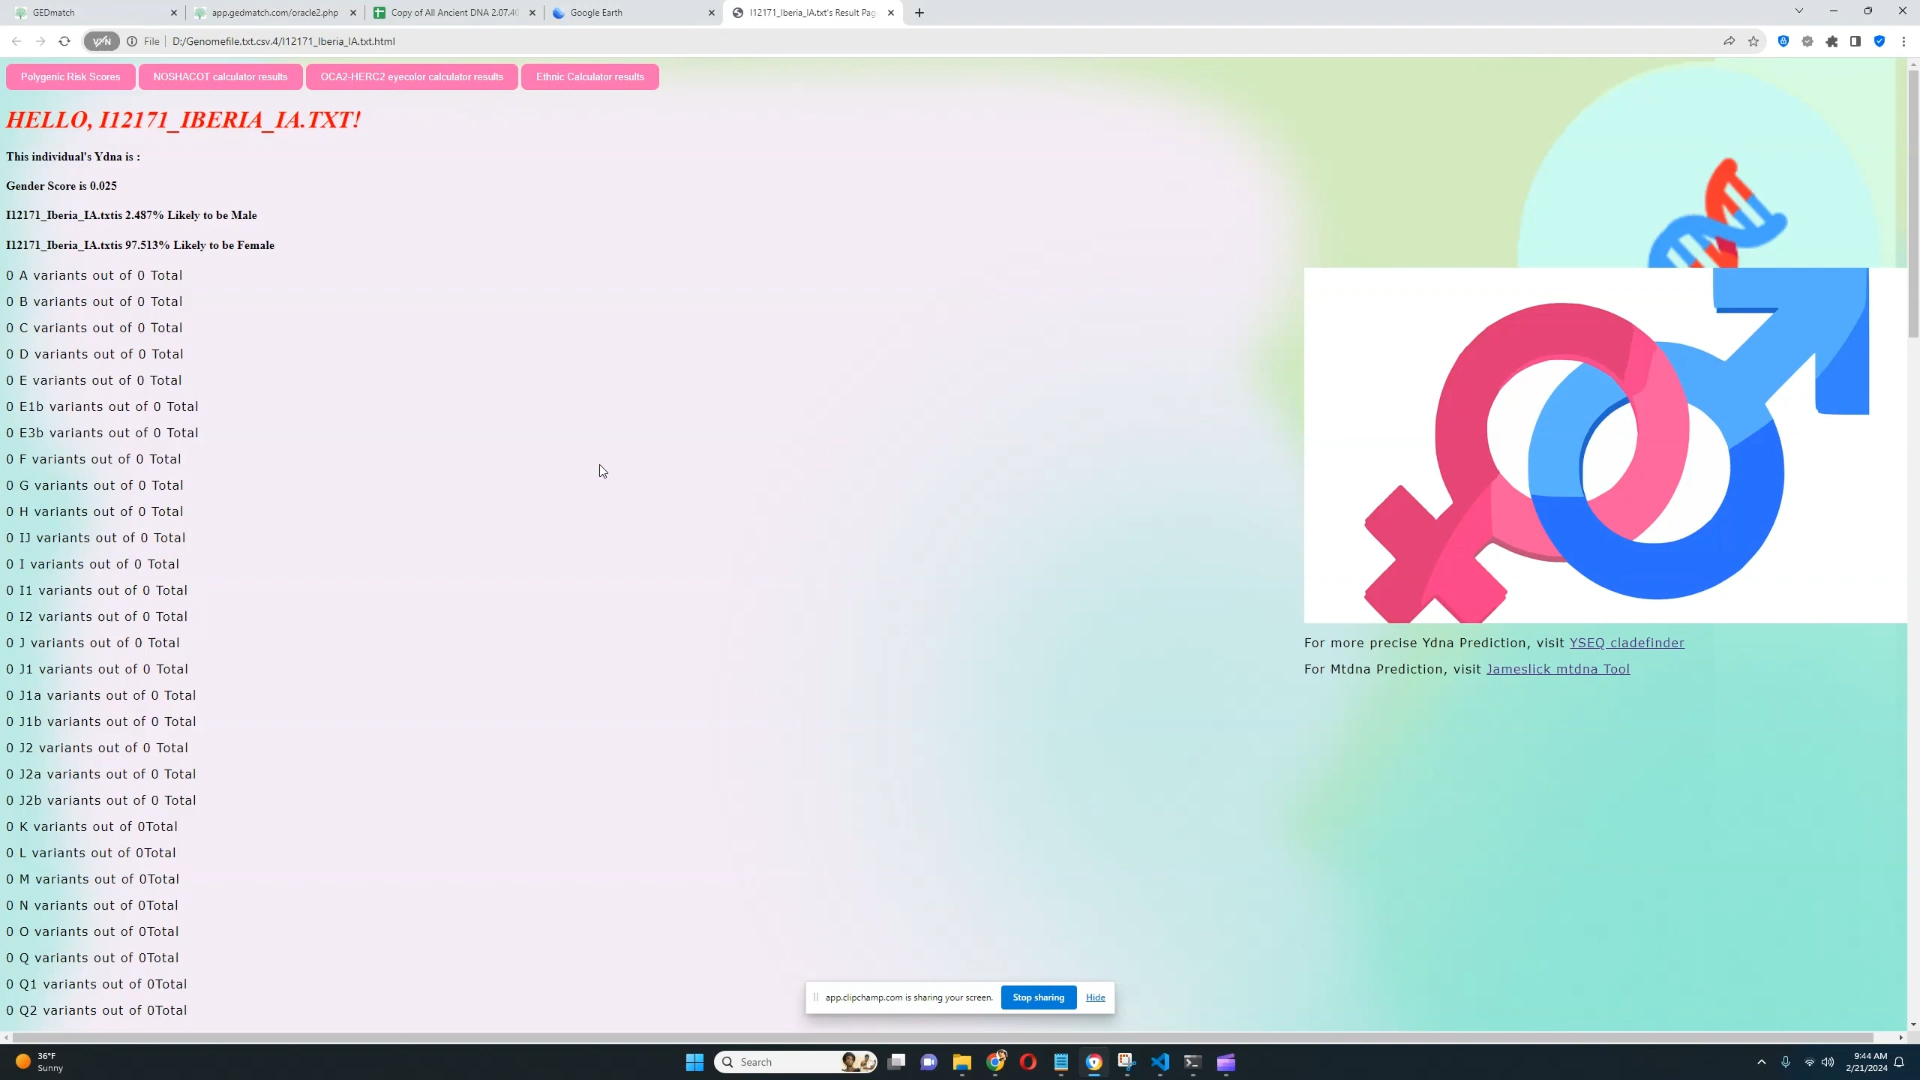 GEDmatch
app.gedmatch.com/oracle2.php
Copy of All Ancient DNA 2.07.40
Google Earth
I12171_Iberia_IA.txt's Result Pag
VPN
File
D:/Genomefile.txt.csv.4/I12171_Iberia_IA.txt.html
Polygenic Risk Scores
NOSHACOT calculator results
OCA2-HERC2 eyecolor calculator results
Ethnic Calculator results
HELLO, I12171_IBERIA_IA.TXT!
This individual's Ydna is :
Gender Score is 0.025
I12171_Iberia_IA.txtis 2.487% Likely to be Male
I12171_Iberia_IA.txtis 97.513% Likely to be Female
0 A variants out of 0 Total
0 B variants out of 0 Total
0 C variants out of 0 Total
0 D variants out of 0 Total
0 E variants out of 0 Total
0 E1b variants out of 0 Total
0 E3b variants out of 0 Total
0 F variants out of 0 Total
0 G variants out of 0 Total
0 H variants out of 0 Total
0 IJ variants out of 0 Total
0 I variants out of 0 Total
0 I1 variants out of 0 Total
0 I2 variants out of 0 Total
0 J variants out of 0 Total
0 J1 variants out of 0 Total
0 J1a variants out of 0 Total
0 J1b variants out of 0 Total
0 J2 variants out of 0 Total
0 J2a variants out of 0 Total
0 J2b variants out of 0 Total
0 K variants out of 0Total
0 L variants out of 0Total
0 M variants out of 0Total
0 N variants out of 0Total
0 O variants out of 0Total
0 Q variants out of 0Total
0 Q1 variants out of 0Total
0 Q2 variants out of 0Total
For more precise Ydna Prediction, visit YSEQ cladefinder
For Mtdna Prediction, visit Jameslick mtdna Tool
app.clipchamp.com is sharing your screen.
Stop sharing
Hide
36°F
Sunny
Search
9:44 AM
2/21/2024